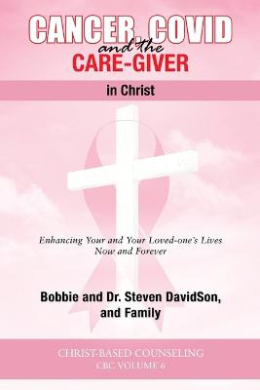 CANCER, COVID
and the
CARE-GIVER
in Christ
Enhancing Your and Your Loved-one's Lives
Now and Forever
Bobbie and Dr. Steven DavidSon,
and Family
CHRIST-BASED COUNSELING
CBC VOLUME 6